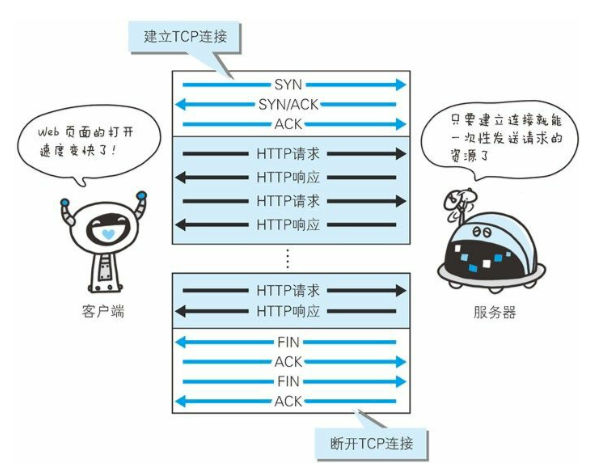 建立TCP连接
SYN
SYN/ACK
ACK
Web 页面的打开
速度变快了!
只要建立连接就能
一次性发送请求的
资源了
HTTP请求
HTTP响应
HTTP请求
HTTP响应
HTTP请求
HTTP响应
客户端
服务器
FIN
ACK
FIN
ACK
断开TCP连接